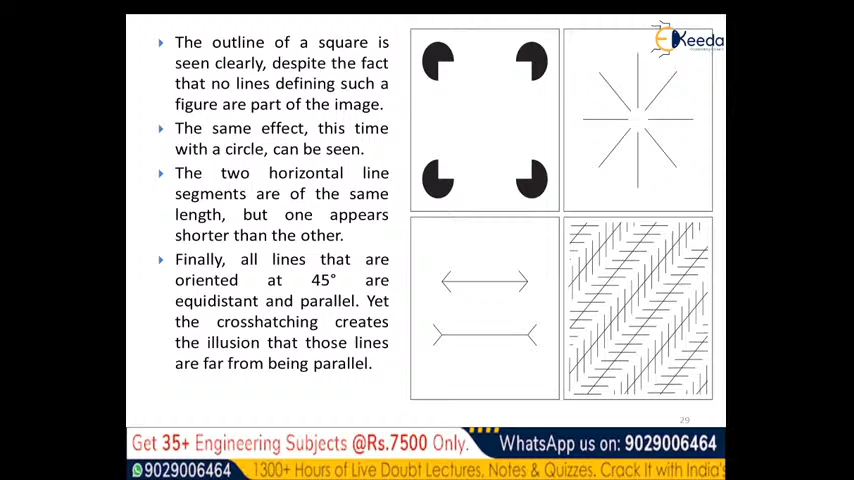 The outline of a square is
seen clearly, despite the fact
that no lines defining such a
figure are part of the image.
The same effect, this time
with a circle, can be seen.
The two horizontal line
segments are of the same
length, but one appears
shorter than the other.
Finally, all lines that are
oriented at 45° are
equidistant and parallel. Yet
the crosshatching creates
the illusion that those lines
are far from being parallel.
EKeeda
29
Get 35+ Engineering Subjects @Rs.7500 Only.
WhatsApp us on: 9029006464
9029006464
1300+ Hours of Live Doubt Lectures, Notes & Quizzes. Crack It with India's